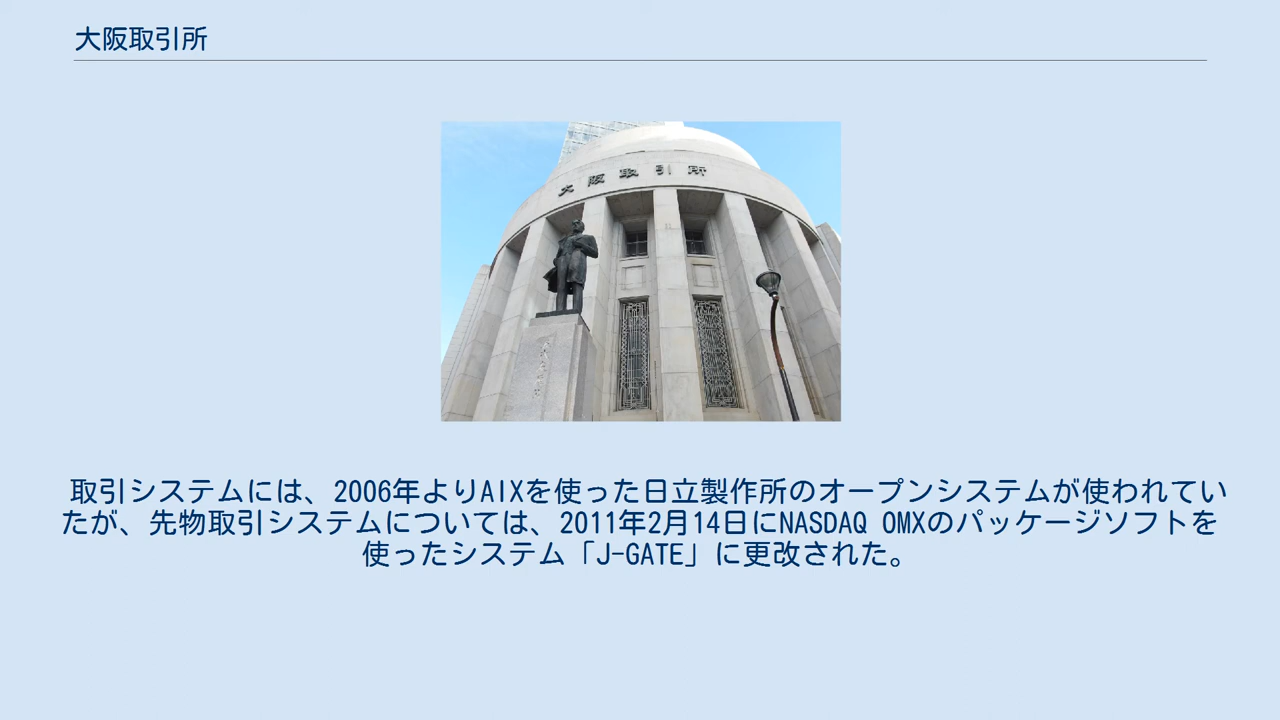 大阪取引所
大阪取引所
取引システムには、2006年よりAIXを使った日立製作所のオープンシステムが使われてい
たが、先物取引システムについては、2011年2月14日にNASDAQ OMXのパッケージソフトを
使ったシステム「J-GATE」に更改された。